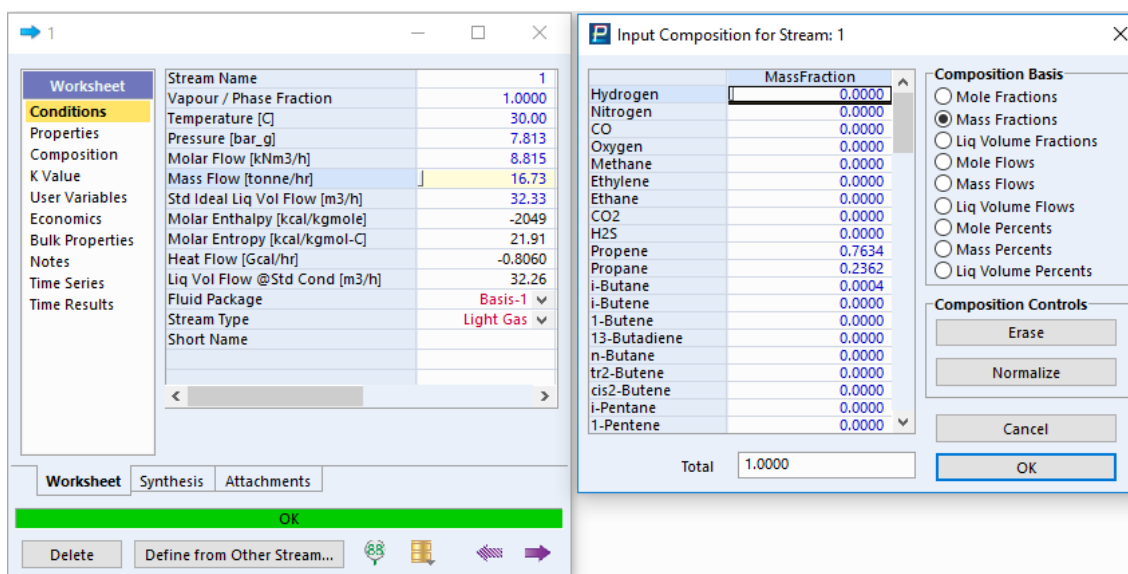 1
Worksheet
Conditions
Properties
Composition
K Value
User Variables
Economics
Bulk Properties
Notes
Time Series
Time Results
Stream Name 1
Vapour / Phase Fraction 1.0000
Temperature [C] 30.00
Pressure [bar_g] 7.813
Molar Flow [kNm3/h] 8.815
Mass Flow [tonne/hr] 16.73
Std Ideal Liq Vol Flow [m3/h] 32.33
Molar Enthalpy [kcal/kgmole] -2049
Molar Entropy [kcal/kgmol-C] 21.91
Heat Flow [Gcal/hr] -0.8060
Liq Vol Flow @Std Cond [m3/h] 32.26
Fluid Package Basis-1
Stream Type Light Gas
Short Name
Worksheet Synthesis Attachments
OK
Delete Define from Other Stream...
Input Composition for Stream: 1
MassFraction
Hydrogen 0.0000
Nitrogen 0.0000
CO 0.0000
Oxygen 0.0000
Methane 0.0000
Ethylene 0.0000
Ethane 0.0000
CO2 0.0000
H2S 0.0000
Propene 0.7634
Propane 0.2362
i-Butane 0.0004
i-Butene 0.0000
1-Butene 0.0000
13-Butadiene 0.0000
n-Butane 0.0000
tr2-Butene 0.0000
cis2-Butene 0.0000
i-Pentane 0.0000
1-Pentene 0.0000
Total 1.0000
Composition Basis
Mole Fractions
Mass Fractions
Liq Volume Fractions
Mole Flows
Mass Flows
Liq Volume Flows
Mole Percents
Mass Percents
Liq Volume Percents
Composition Controls
Erase
Normalize
Cancel
OK